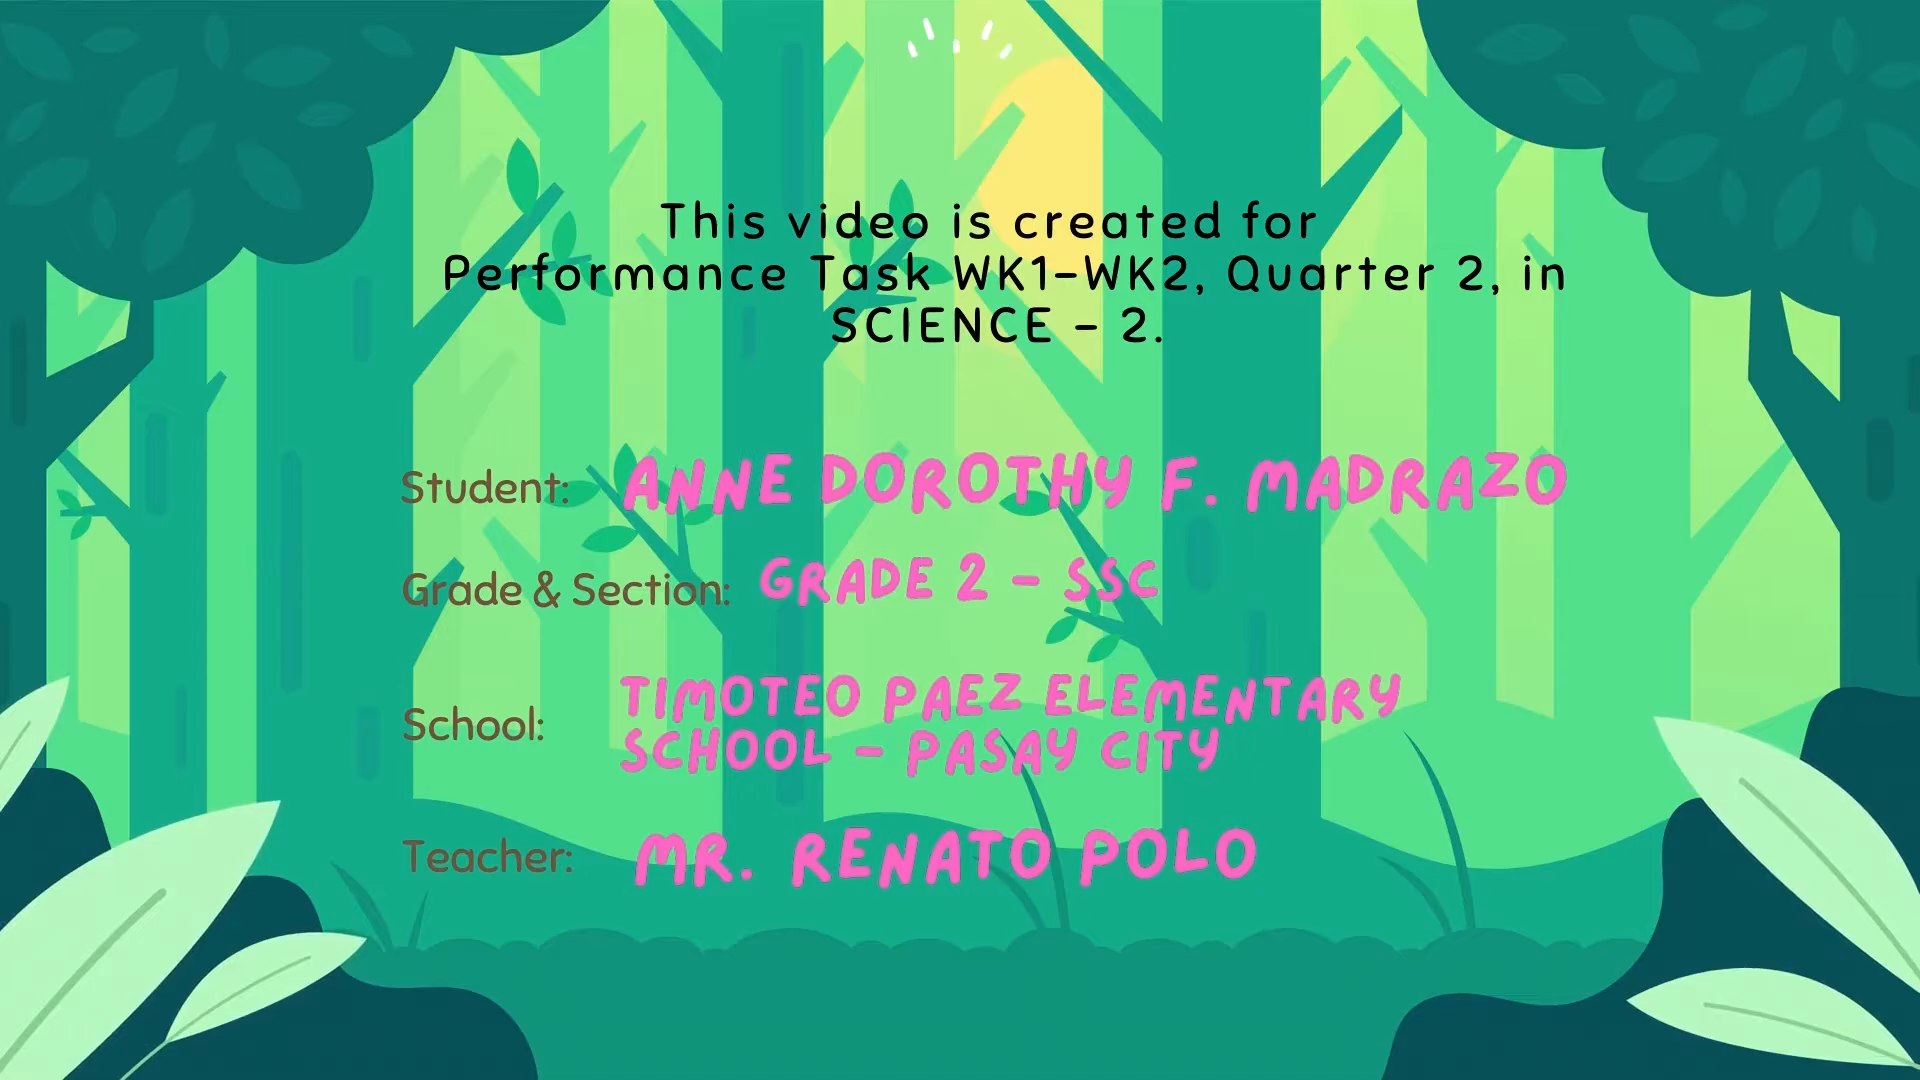 This video is created for
Performance Task WK1-WK2, Quarter 2, in
SCIENCE - 2.
Student: ANNE DOROTHY F. MADRAZO
Grade & Section: GRADE 2 - SSC
School: TIMOTEO PAEZ ELEMENTARY
SCHOOL - PASAY CITY
Teacher: MR. RENATO POLO